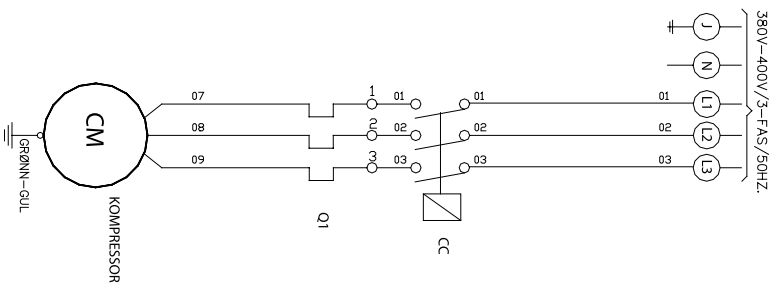 380V-400V/3-FAS/50HZ.
J
N
L1
L2
L3
01
02
03
01
02
03
01
02
03
1
2
3
CC
Q1
07
08
09
CM
KOMPRESSOR
GRØNN-GUL